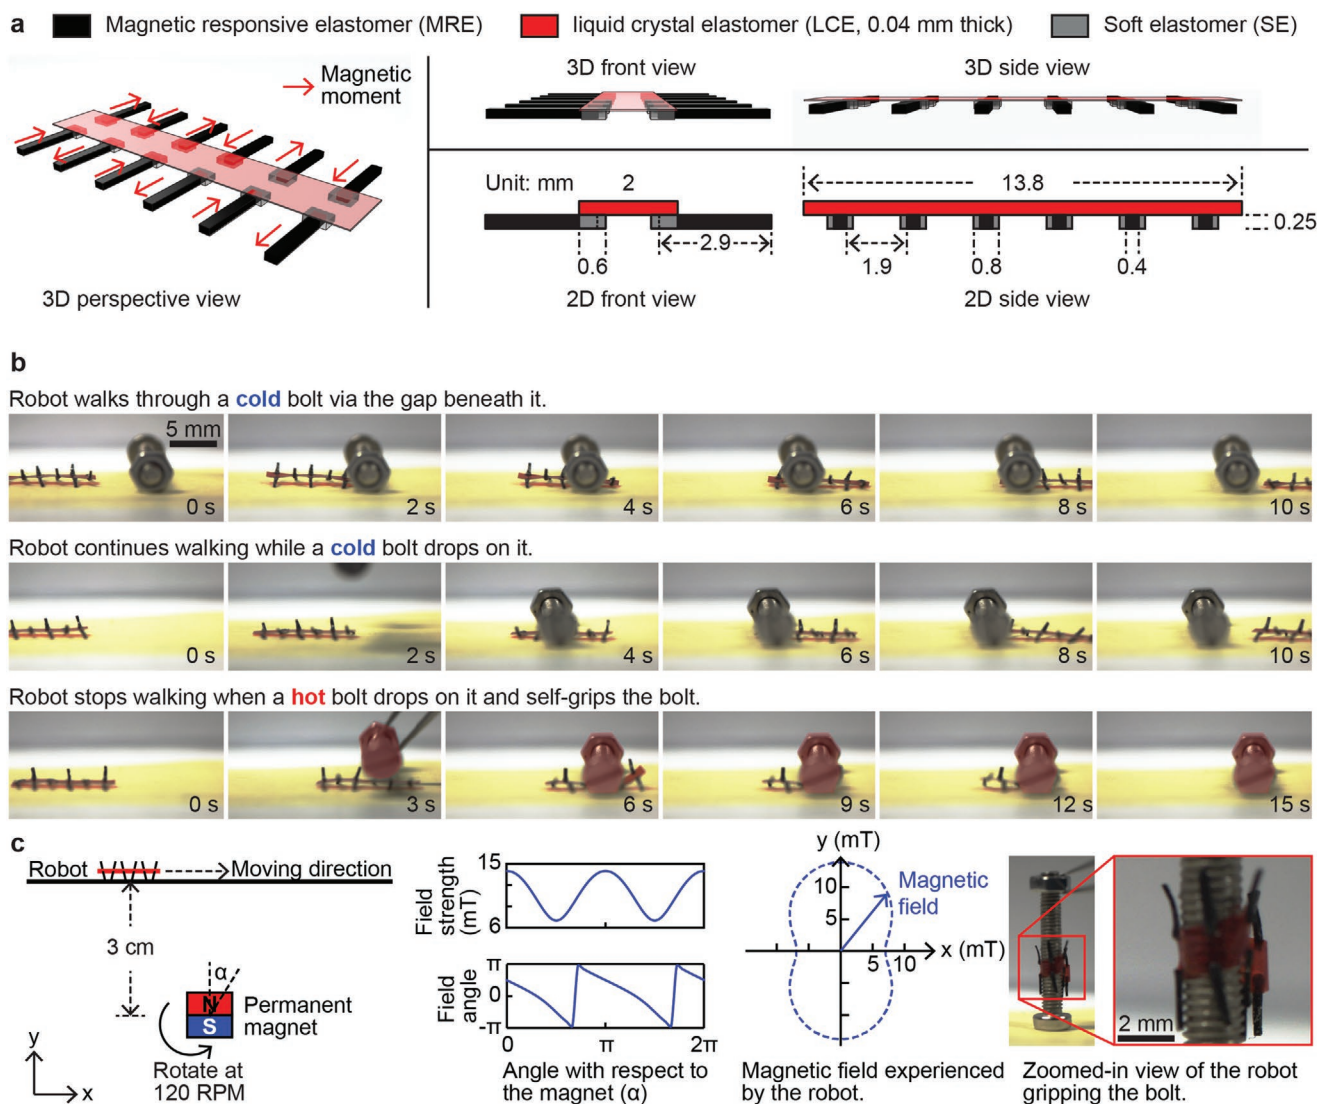 a
Magnetic responsive elastomer (MRE)
liquid crystal elastomer (LCE, 0.04 mm thick)
Soft elastomer (SE)
Magnetic
moment
3D perspective view
3D front view
3D side view
Unit: mm
2
2.9
0.6
2D front view
13.8
0.25
1.9
0.8
0.4
2D side view
b
Robot walks through a cold bolt via the gap beneath it.
5 mm
0 s
2 s
4 s
6 s
8 s
10 s
Robot continues walking while a cold bolt drops on it.
0 s
2 s
4 s
6 s
8 s
10 s
Robot stops walking when a hot bolt drops on it and self-grips the bolt.
0 s
3 s
6 s
9 s
12 s
15 s
c
Robot
Moving direction
3 cm
α
N
S
Permanent
magnet
Rotate at
120 RPM
y
x
Field
strength
(mT)
15
6
Field
angle
π
0
-π
0
π
2π
Angle with respect to
the magnet (α)
y (mT)
10
5
Magnetic
field
x (mT)
5
10
Magnetic field experienced
by the robot.
2 mm
Zoomed-in view of the robot
gripping the bolt.